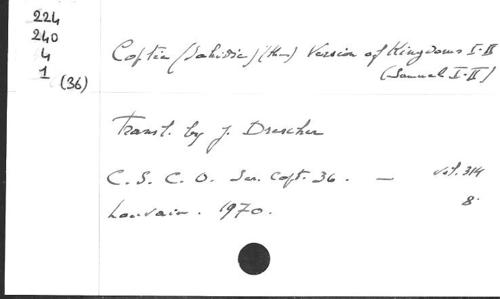 224
240
4
1 (36)
Coptic (Sahidic) (the) Version of Kingdoms I-II
(Samuel I-II)
Transl. by J. Drescher
C. S. C. O. Ser. Copt. 36. — vol. 314
Louvain. 1970. 8.